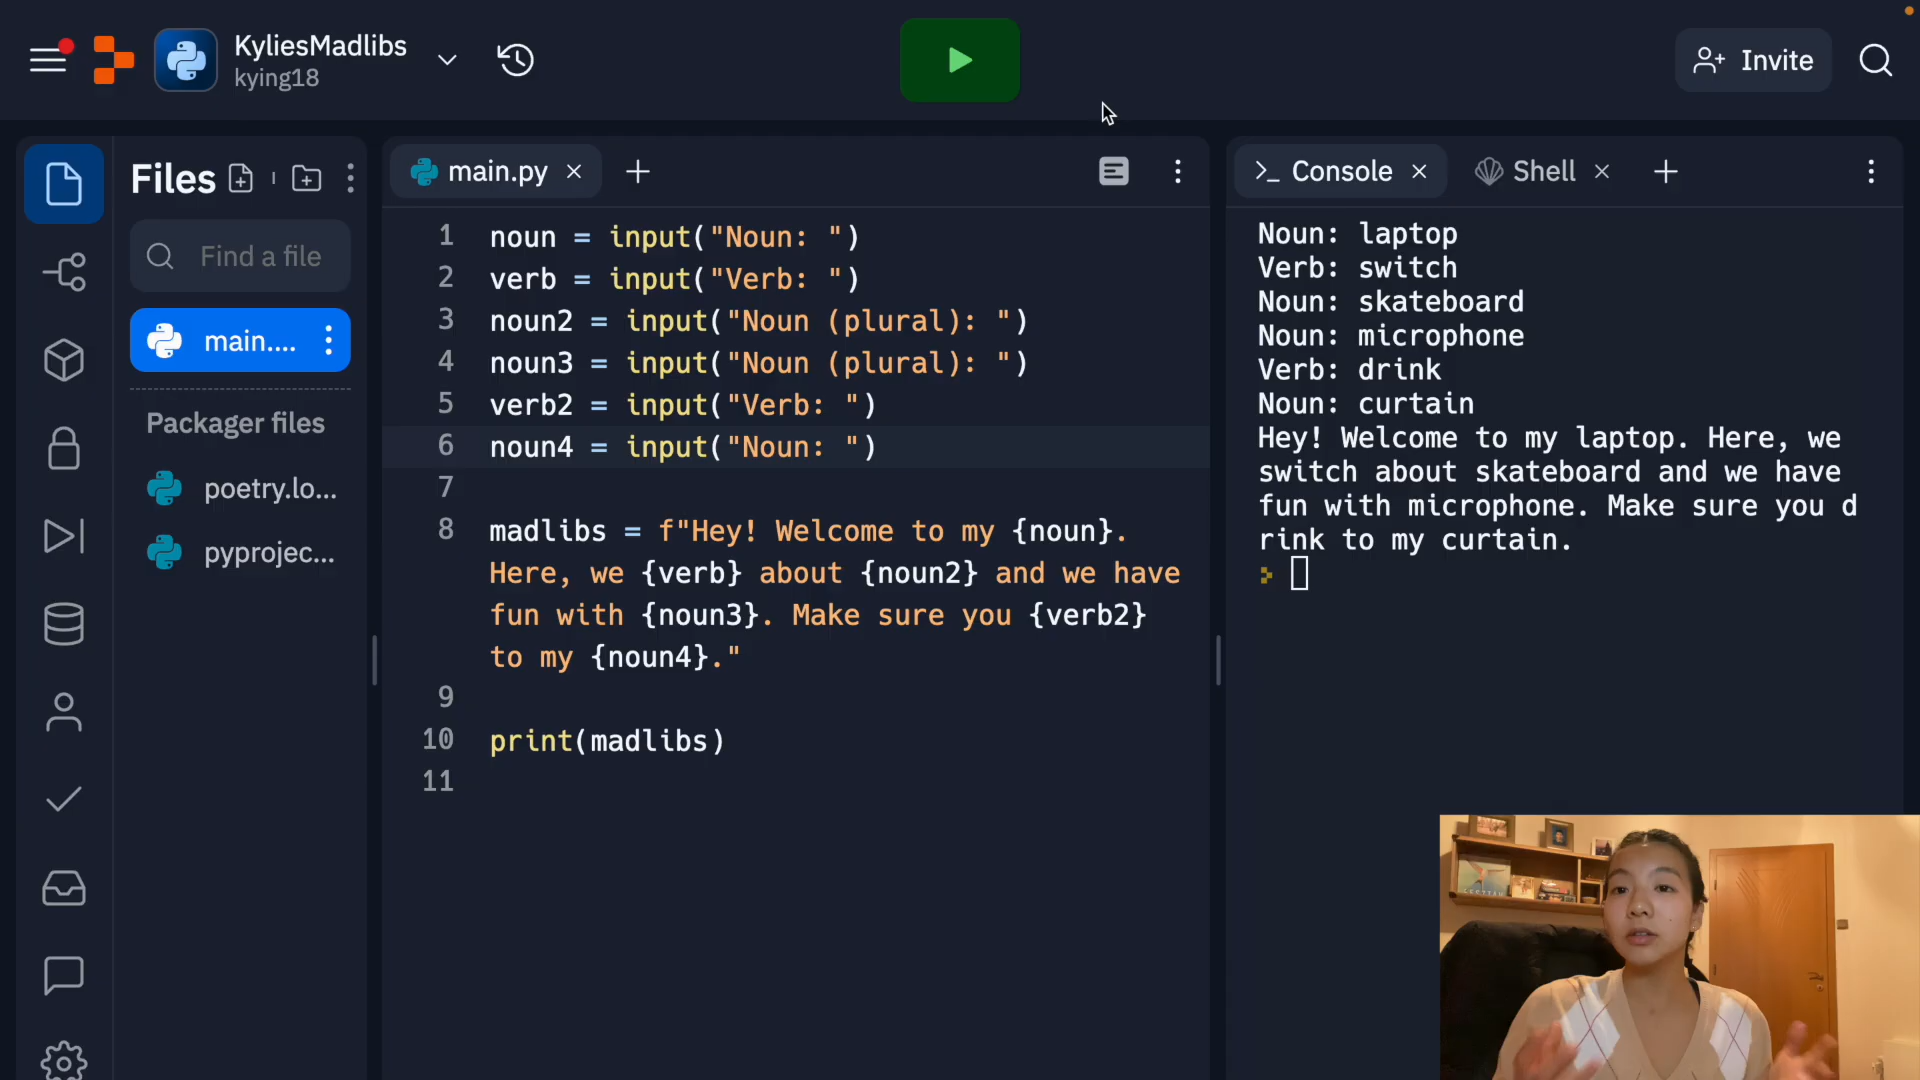 KyliesMadlibs
kying18
Invite
Files
Find a file
main....
Packager files
poetry.lo...
pyprojec...
main.py
1 noun = input("Noun: ")
2 verb = input("Verb: ")
3 noun2 = input("Noun (plural): ")
4 noun3 = input("Noun (plural): ")
5 verb2 = input("Verb: ")
6 noun4 = input("Noun: ")
7
8 madlibs = f"Hey! Welcome to my {noun}.
Here, we {verb} about {noun2} and we have
fun with {noun3}. Make sure you {verb2}
to my {noun4}."
9
10 print(madlibs)
11
Console
Shell
Noun: laptop
Verb: switch
Noun: skateboard
Noun: microphone
Verb: drink
Noun: curtain
Hey! Welcome to my laptop. Here, we
switch about skateboard and we have
fun with microphone. Make sure you d
rink to my curtain.